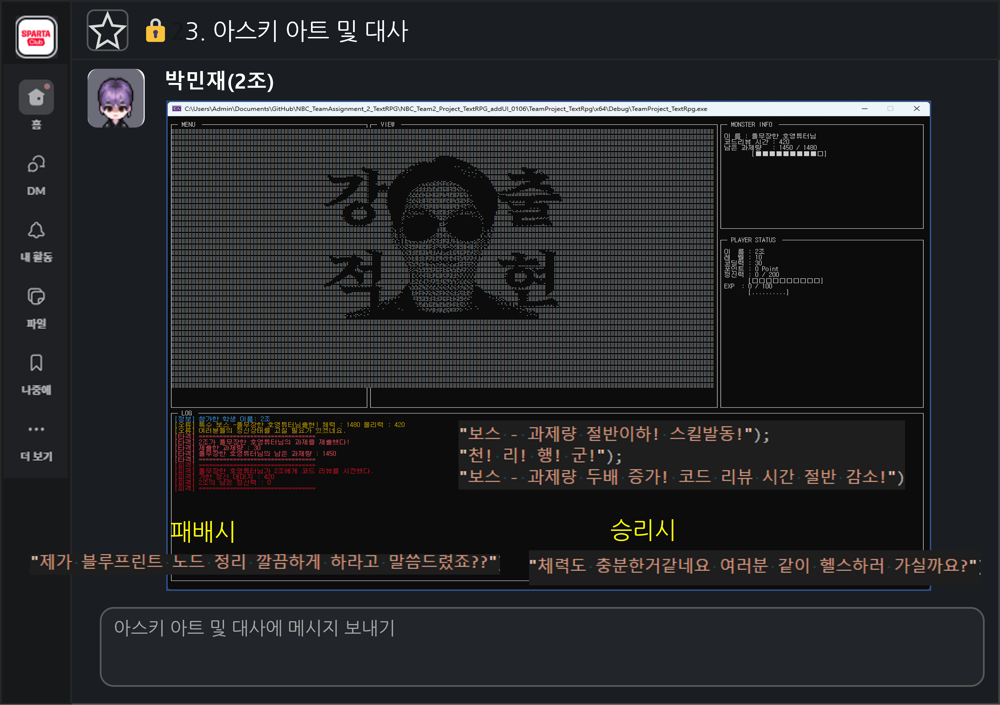 SPARTA
Club
홈
DM
내 활동
파일
나중에
더 보기
23. 아스키 아트 및 대사
박민재(2조)
C:\Users\Admin\Documents\GitHub\NBC_TeamAssignment_2_TextRPG\NBC_Team2_Project_TextRPG_addUI_0106\TeamProject_TextRpg\x64\Debug\TeamProject_TextRpg.exe
MENU
VIEW
강 종
지 엄
MONSTER INFO
이 름 : 풀무장한 호영튜터님
코드리뷰 시간 : 420
남은 과제량 : 1450 / 1480
[■■■■■■■■■□]
PLAYER STATUS
이 름 : 2조
레 벨 : 10
코딩력 : 30
포인트 : 0 Point
정신력 : 0 / 200
[□□□□□□□□□□]
EXP : 0 / 100
[..........]
LOG
[정보] 참가한 학생 이름: 2조
[오류] 특수 보스 -풀무장한 호영튜터님출현! 체력 : 1480 물리력 : 420
[오류] 여러분들의 정신상태를 고칠 필요가 있겠네요.
[타격] ==================================
[타격] 2조가 풀무장한 호영튜터님의 과제를 제출했다!
[타격] 제출한 과제량 : 30
[타격] 풀무장한 호영튜터님의 남은 과제량 : 1450
[타격] ==================================
[피격] ==================================
[피격] 풀무장한 호영튜터님가 2조에게 코드 리뷰를 시전했다.
[피격] 가한 정신 데미지 : 420
[피격] 2조의 남은 정신력 : 0
[피격] ==================================
"보스 - 과제량 절반이하! 스킬발동!");
"천! 리! 행! 군!");
"보스 - 과제량 두배 증가! 코드 리뷰 시간 절반 감소!")
패배시
"제가 블루프린트 노드 정리 깔끔하게 하라고 말씀드렸죠??"
승리시
"체력도 충분한거같네요 여러분 같이 헬스하러 가실까요?"
아스키 아트 및 대사에 메시지 보내기